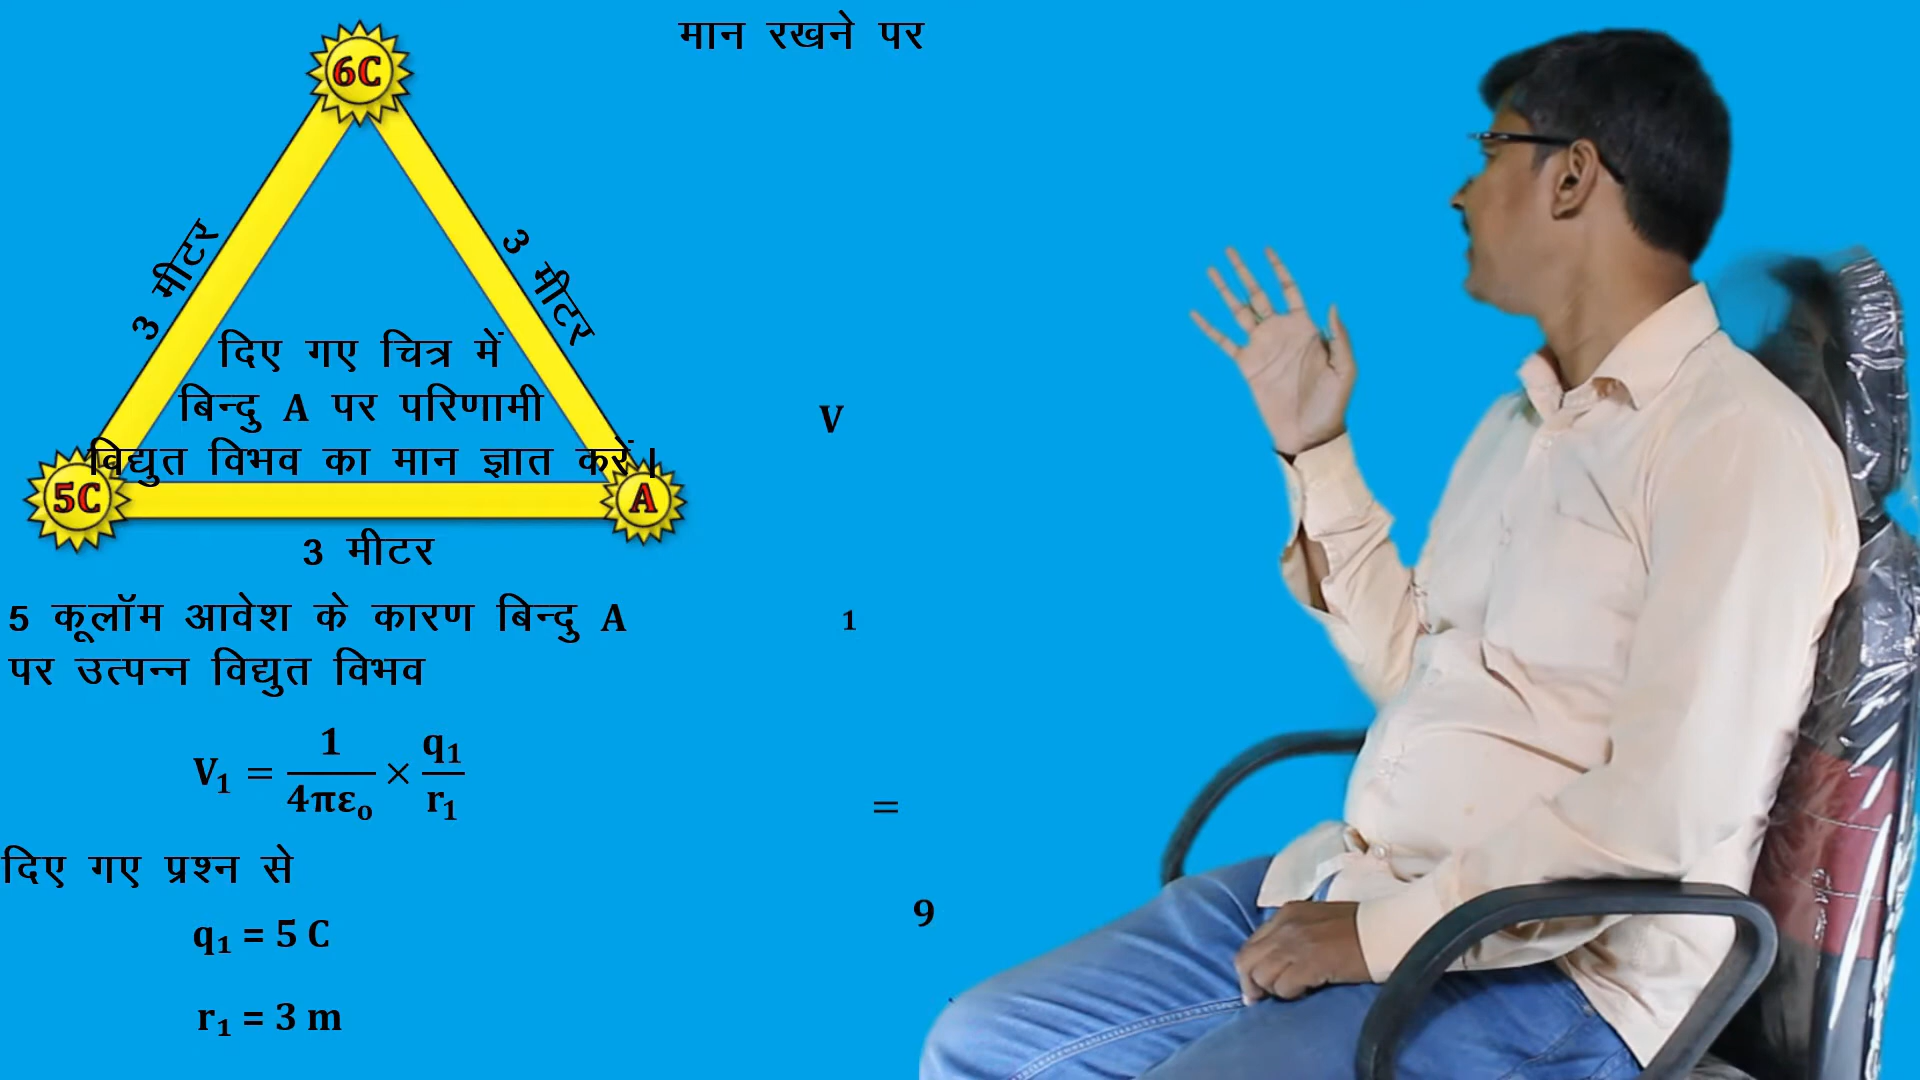 6C
3 मीटर
3 मीटर
दिए गए चित्र में
बिन्दु A पर परिणामी
विद्युत विभव का मान ज्ञात करें।
5C
A
3 मीटर
5 कूलॉम आवेश के कारण बिन्दु A
पर उत्पन्न विद्युत विभव
V₁ = 1/4πε₀ × q₁/r₁
दिए गए प्रश्न से
q₁ = 5 C
r₁ = 3 m
मान रखने पर
V
1
=
9